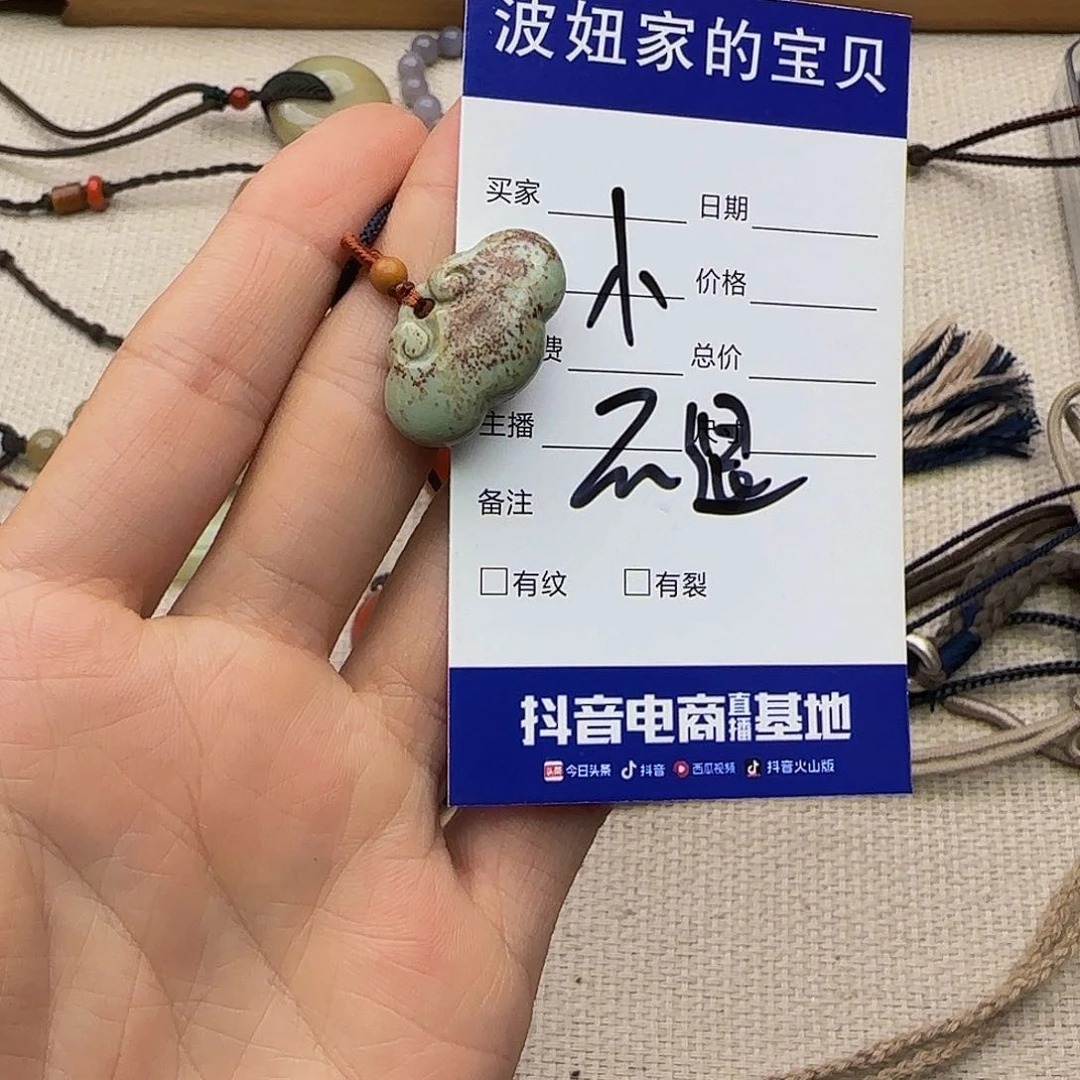 波妞家的宝贝
买家 日期
价格
费 总价
主播
备注
□有纹 □有裂
抖音电商直播基地
头条 今日头条 抖音 西瓜视频 抖音火山版